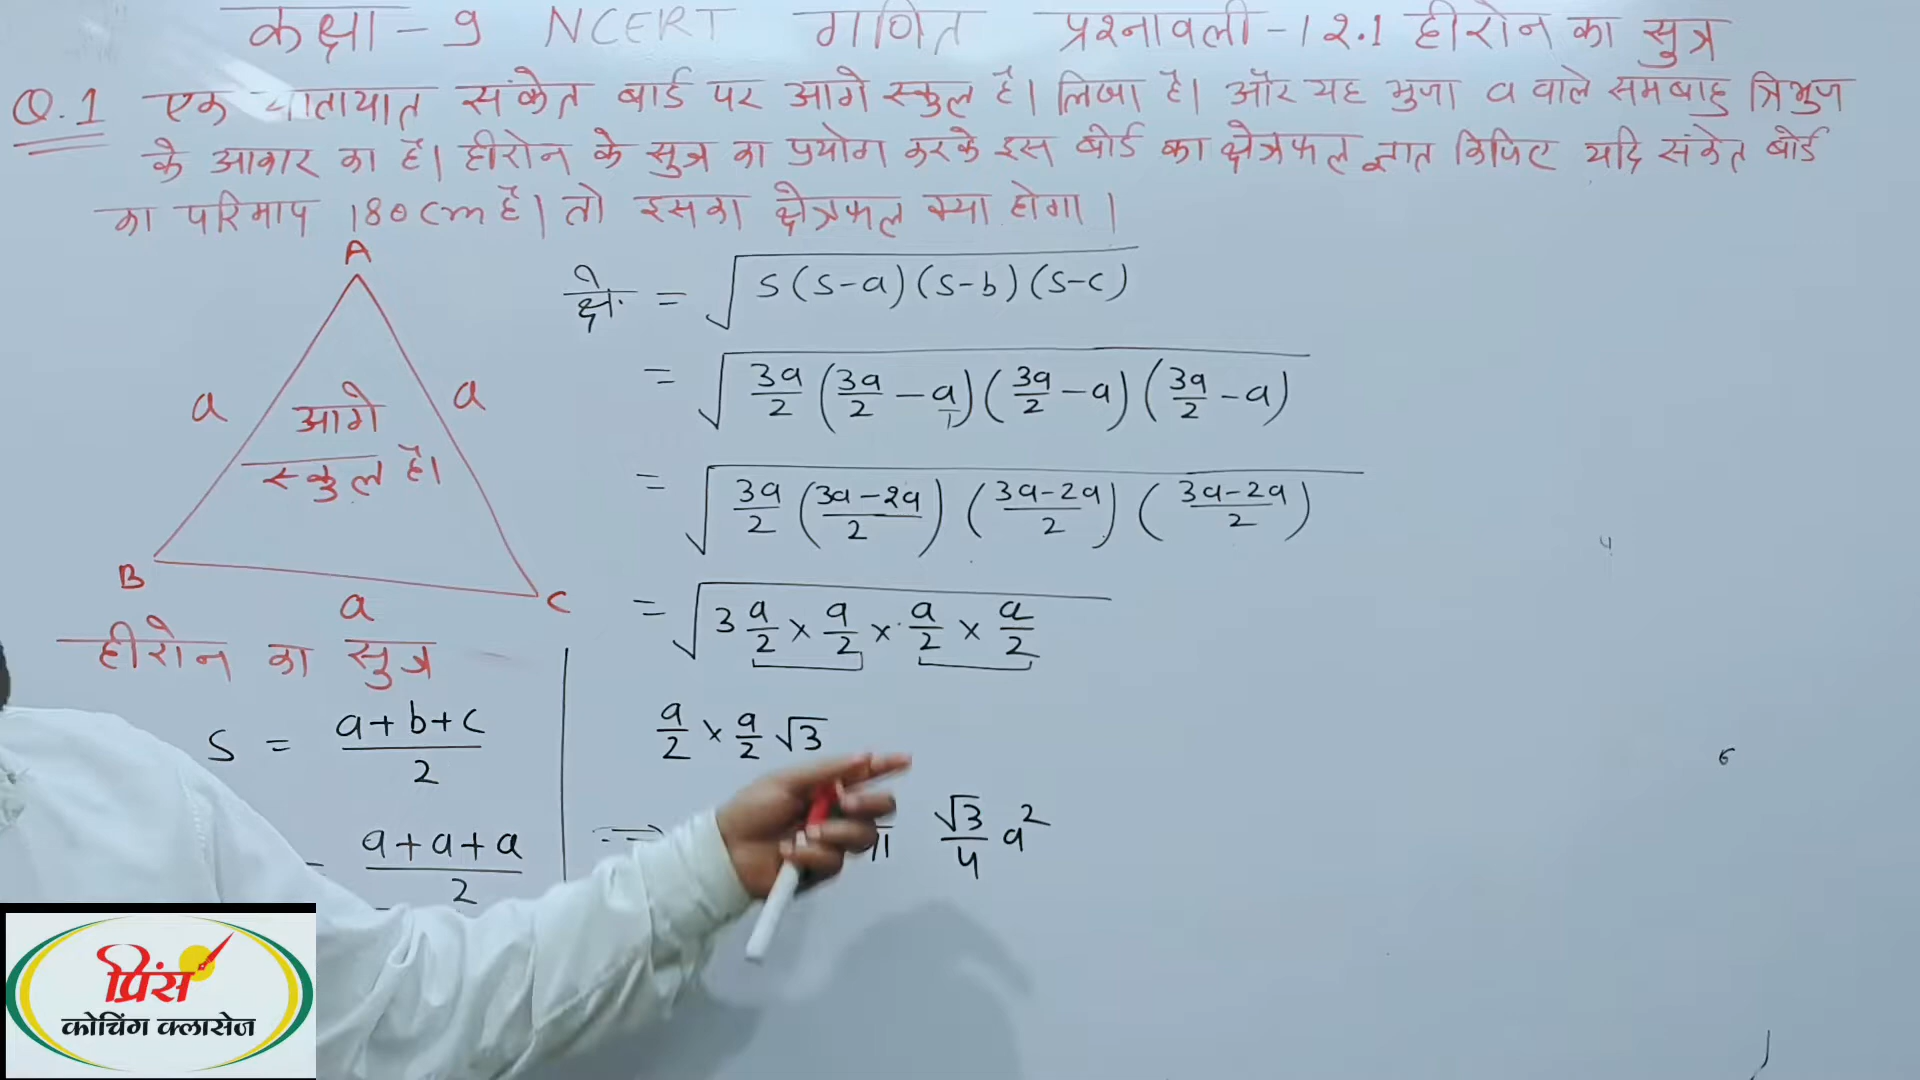 कक्षा - 9 NCERT गणित प्रश्नावली - 12.1 हीरोन का सुत्र
Q.1 एक यातायात संकेत बार्ड पर आगे स्कुल है। लिखा है। और यह भुजा a वाले समबाहु त्रिभुज
के आकार का है। हीरोन के सुत्र का प्रयोग करके इस बोर्ड का क्षेत्रफल ज्ञात किजिए यदि संकेत बोर्ड
का परिमाप 180cm है। तो इसका क्षेत्रफल क्या होगा।
A
a
a
आगे
स्कुल है।
B
C
a
हीरोन का सुत्र
S = a+b+c/2
= a+a+a/2
क्षे. = √S(S-a)(S-b)(S-c)
= √3a/2 (3a/2 - a)(3a/2 - a)(3a/2 - a)
= √3a/2 (3a-2a/2) (3a-2a/2) (3a-2a/2)
= √3 a/2 × a/2 × a/2 × a/2
a/2 × a/2 √3
⇒ √3/4 a²
4
6
प्रिंस
कोचिंग क्लासेज